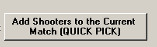 Add Shooters to the Current
Match (QUICK PICK)